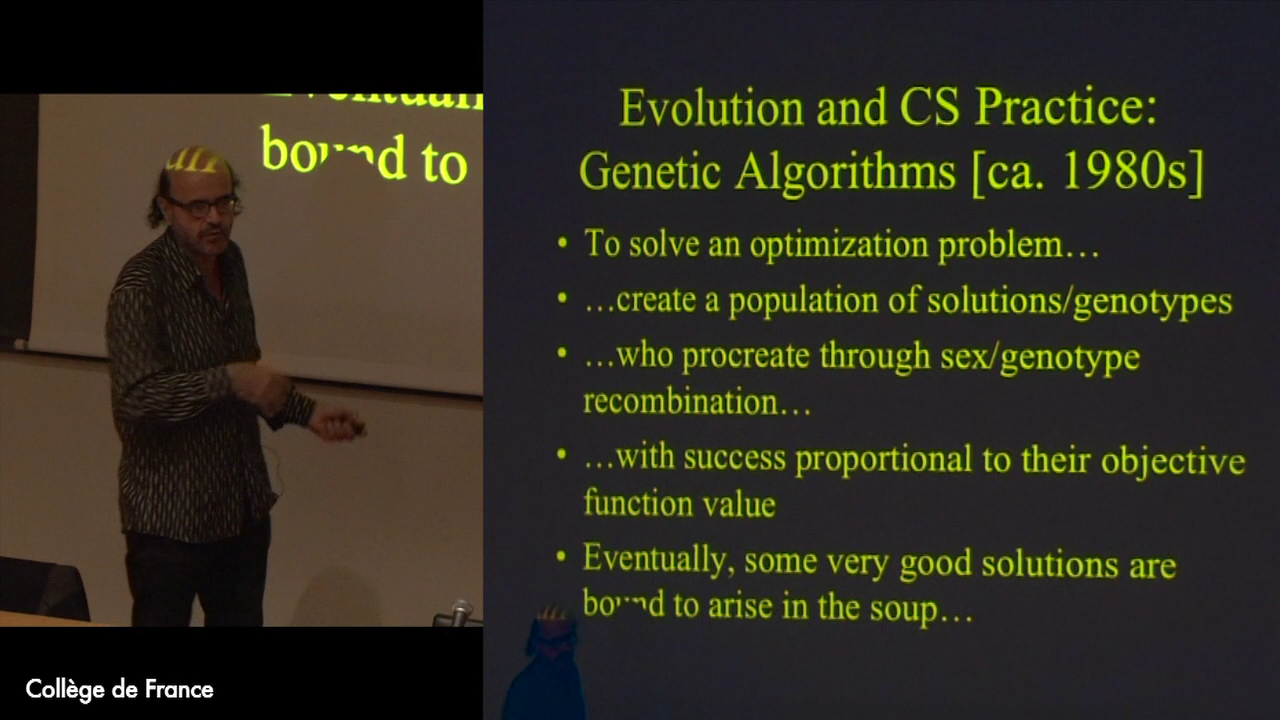 bound to
Evolution and CS Practice:
Genetic Algorithms [ca. 1980s]
• To solve an optimization problem…
• …create a population of solutions/genotypes
• …who procreate through sex/genotype
recombination…
• …with success proportional to their objective
function value
• Eventually, some very good solutions are
bound to arise in the soup…
Collège de France